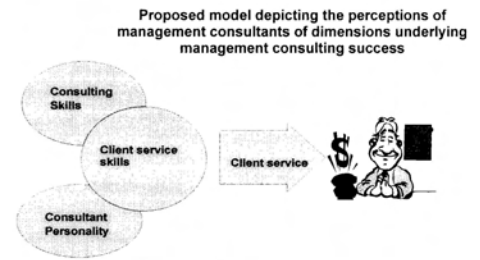 Proposed model depicting the perceptions of
management consultants of dimensions underlying
management consulting success
Consulting
Skills
Client service
skills
Client service
Consultant
Personality
$